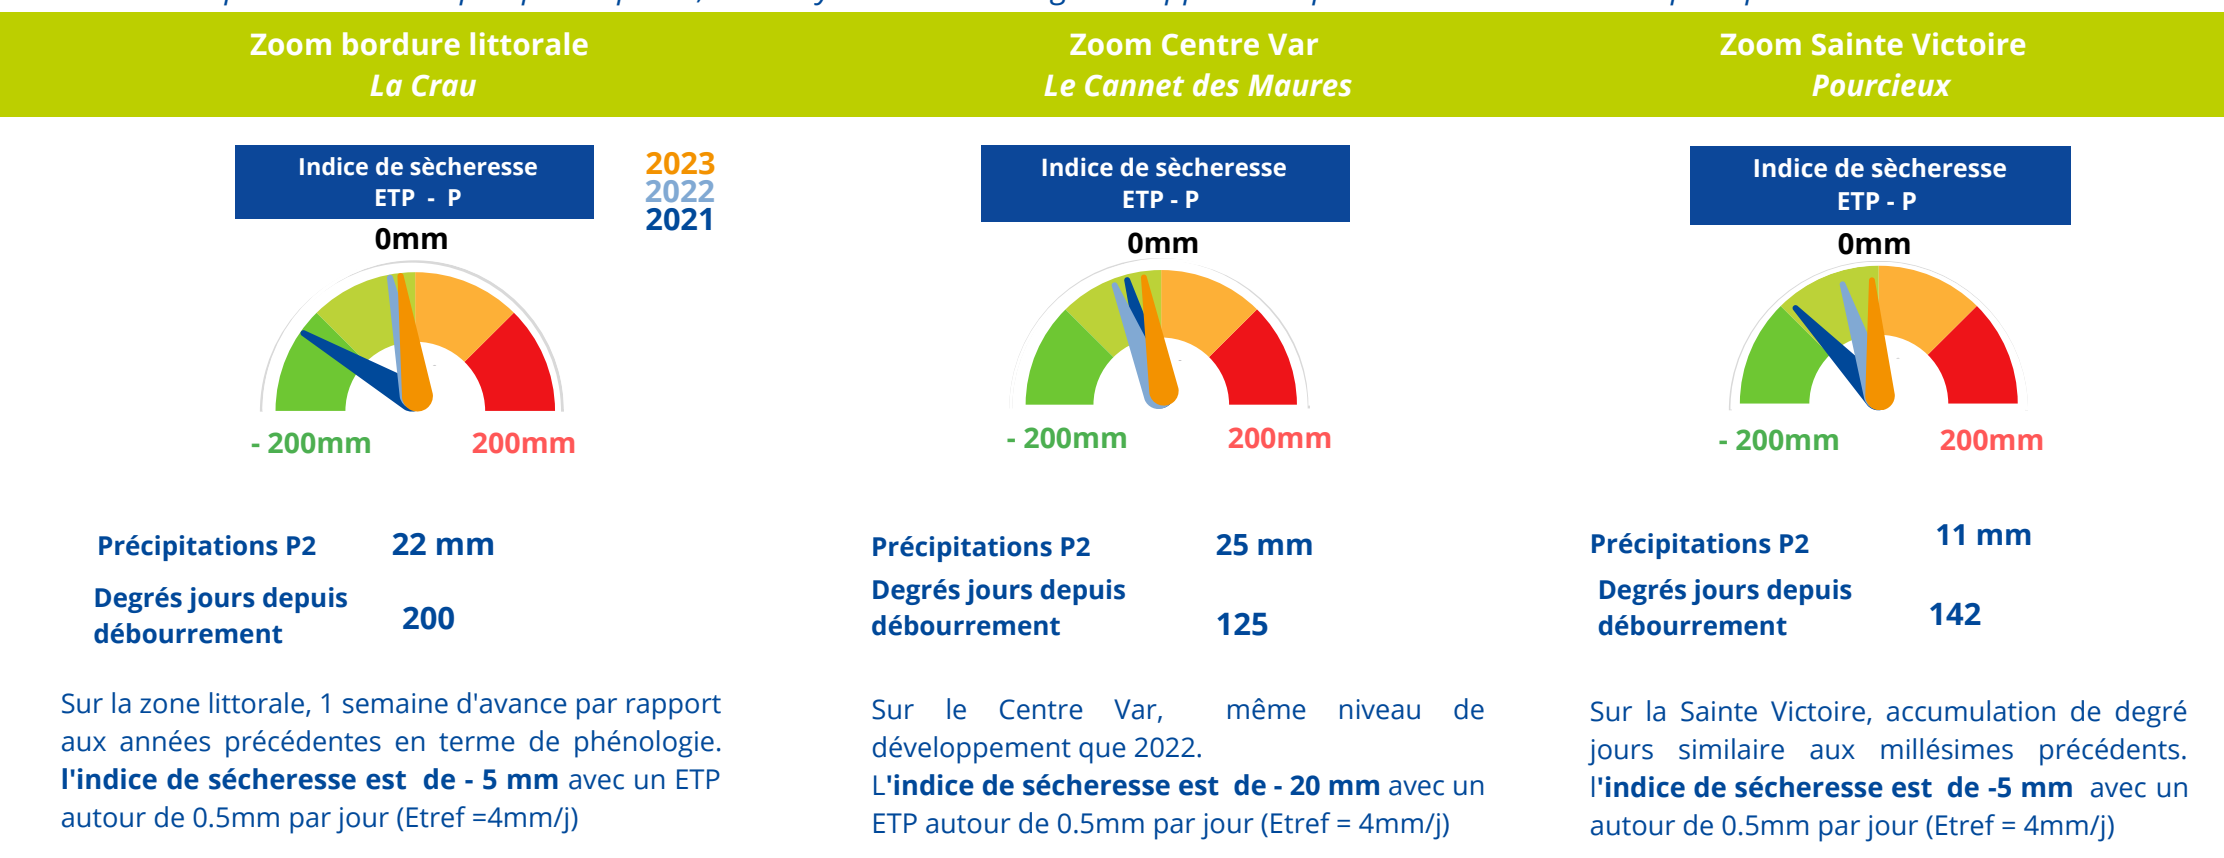 Zoom bordure littorale
La Crau
Zoom Centre Var
Le Cannet des Maures
Zoom Sainte Victoire
Pourcieux
Indice de sècheresse
ETP - P
2023
2022
2021
0mm
- 200mm
200mm
Indice de sècheresse
ETP - P
0mm
- 200mm
200mm
Indice de sècheresse
ETP - P
0mm
- 200mm
200mm
Précipitations P2 22 mm
Degrés jours depuis
débourrement 200
Précipitations P2 25 mm
Degrés jours depuis
débourrement 125
Précipitations P2 11 mm
Degrés jours depuis
débourrement 142
Sur la zone littorale, 1 semaine d'avance par rapport
aux années précédentes en terme de phénologie.
l'indice de sécheresse est de - 5 mm avec un ETP
autour de 0.5mm par jour (Etref =4mm/j)
Sur le Centre Var, même niveau de
développement que 2022.
L'indice de sécheresse est de - 20 mm avec un
ETP autour de 0.5mm par jour (Etref = 4mm/j)
Sur la Sainte Victoire, accumulation de degré
jours similaire aux millésimes précédents.
l'indice de sécheresse est de -5 mm avec un
autour de 0.5mm par jour (Etref = 4mm/j)